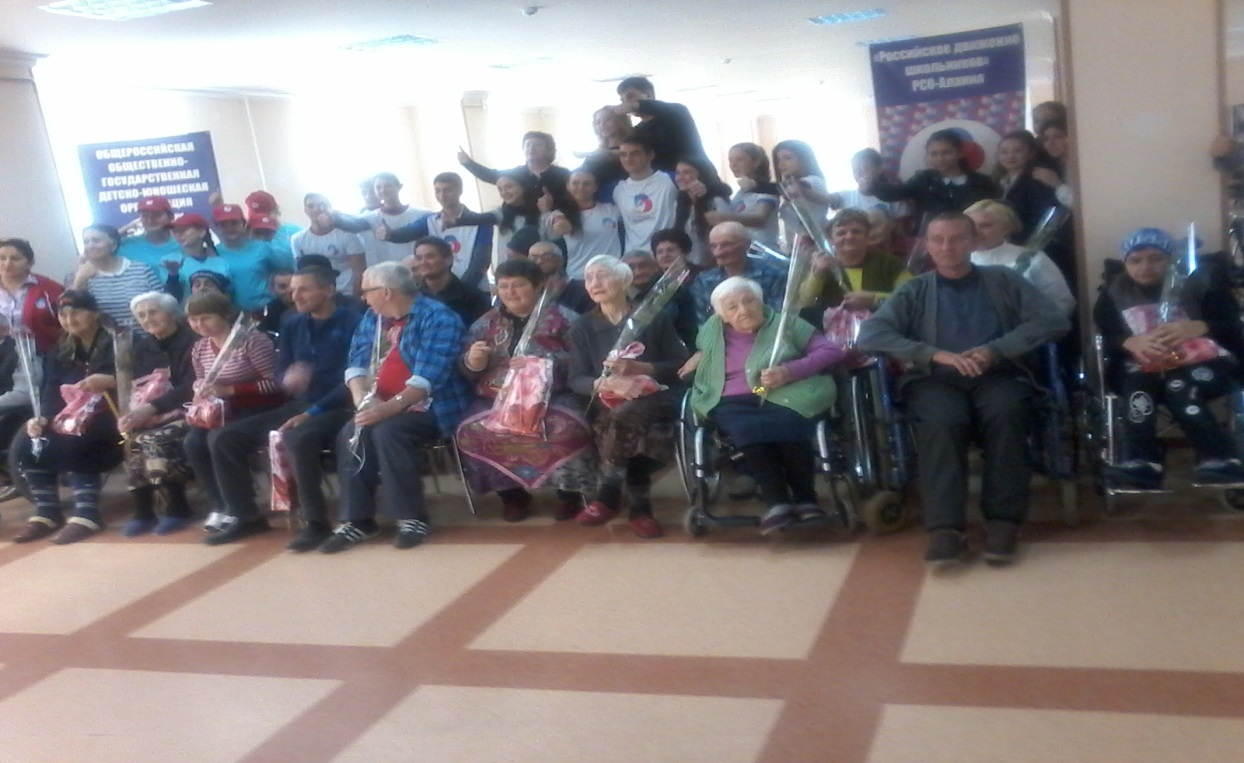 ОБЩЕРОССИЙСКАЯ
ОБЩЕСТВЕННО-
ГОСУДАРСТВЕННАЯ
ДЕТСКО-ЮНОШЕСКАЯ
«РОССИЙСКОЕ ДВИЖЕНИЕ
ШКОЛЬНИКОВ»
РСО-АЛАНИЯ